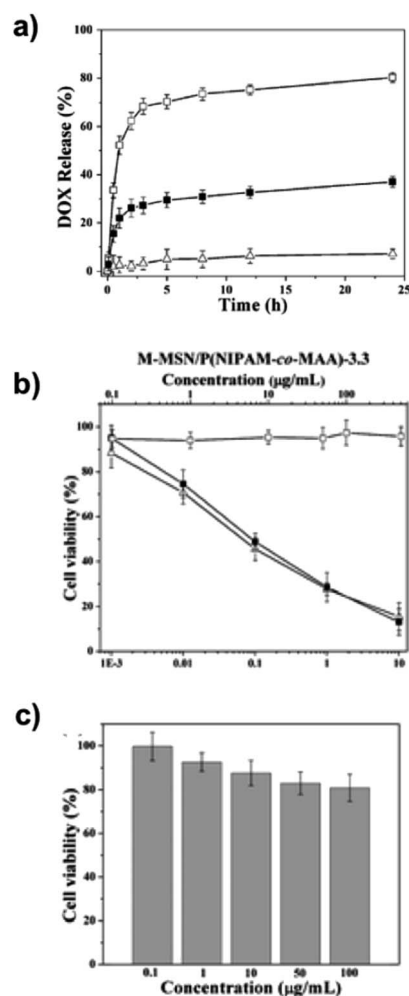 a)
100
80
60
40
20
0
DOX Release (%)
0 5 10 15 20 25
Time (h)
b)
M-MSN/P(NIPAM-co-MAA)-3.3
Concentration (µg/mL)
0.1 1 10 100
100
80
60
40
20
0
Cell viability (%)
1E-3 0.01 0.1 1 10
c)
100
80
60
40
20
0
Cell viability (%)
0.1 1 10 50 100
Concentration (µg/mL)